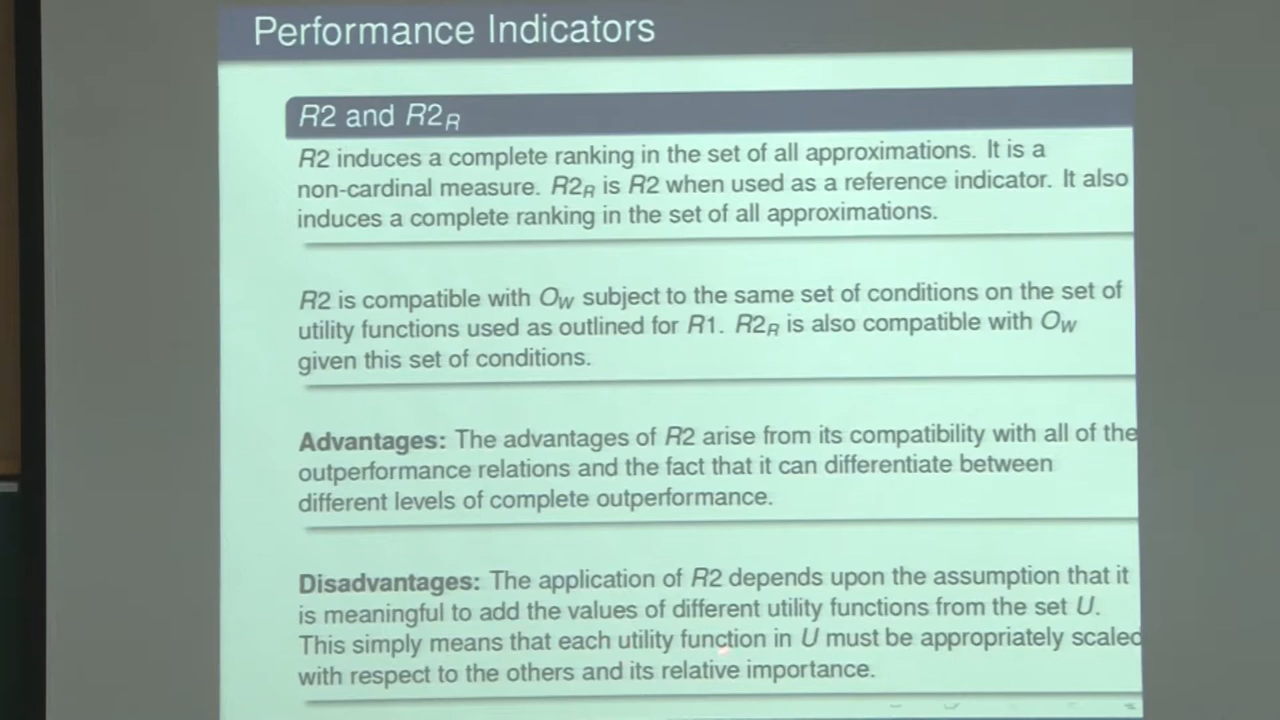 Performance Indicators
R2 and R2R
R2 induces a complete ranking in the set of all approximations. It is a
non-cardinal measure. R2R is R2 when used as a reference indicator. It also
induces a complete ranking in the set of all approximations.
R2 is compatible with OW subject to the same set of conditions on the set of
utility functions used as outlined for R1. R2R is also compatible with OW
given this set of conditions.
Advantages: The advantages of R2 arise from its compatibility with all of the
outperformance relations and the fact that it can differentiate between
different levels of complete outperformance.
Disadvantages: The application of R2 depends upon the assumption that it
is meaningful to add the values of different utility functions from the set U.
This simply means that each utility function in U must be appropriately scaled
with respect to the others and its relative importance.